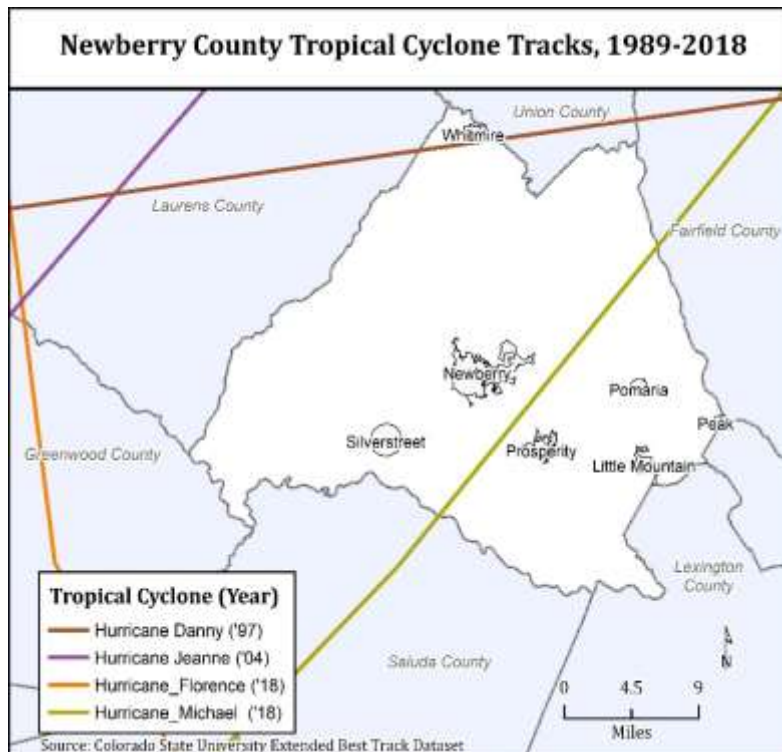 Newberry County Tropical Cyclone Tracks, 1989-2018
Union County
Whitmire
Laurens County
Fairfield County
Newberry
Pomaria
Peak
Silverstreet
Prosperity
Greenwood County
Little Mountain
Lexington
County
Tropical Cyclone (Year)
Hurricane Danny ('97)
Hurricane Jeanne ('04)
Hurricane_Florence ('18)
Hurricane_Michael ('18)
Saluda County
N
0 4.5 9
Miles
Source: Colorado State University Extended Best Track Dataset